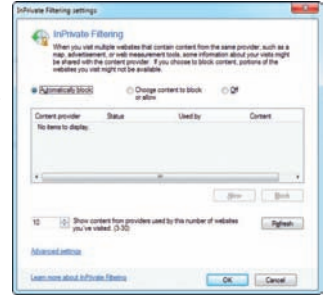 InPrivate Filtering settings
InPrivate Filtering
When you visit multiple websites that contain content from the same provider, such as a
map, advertisement, or web measurement tools, some information about your visits might
be shared with the content provider. If you choose to block content, portions of the
websites you visit might not be available.
Automatically block
Choose content to block
or allow
Off
Content provider Status Used by Content
No items to display.
Allow Block
10 Show content from providers used by this number of websites
you've visited. (3-30)
Refresh
Advanced settings
Learn more about InPrivate Filtering
OK Cancel